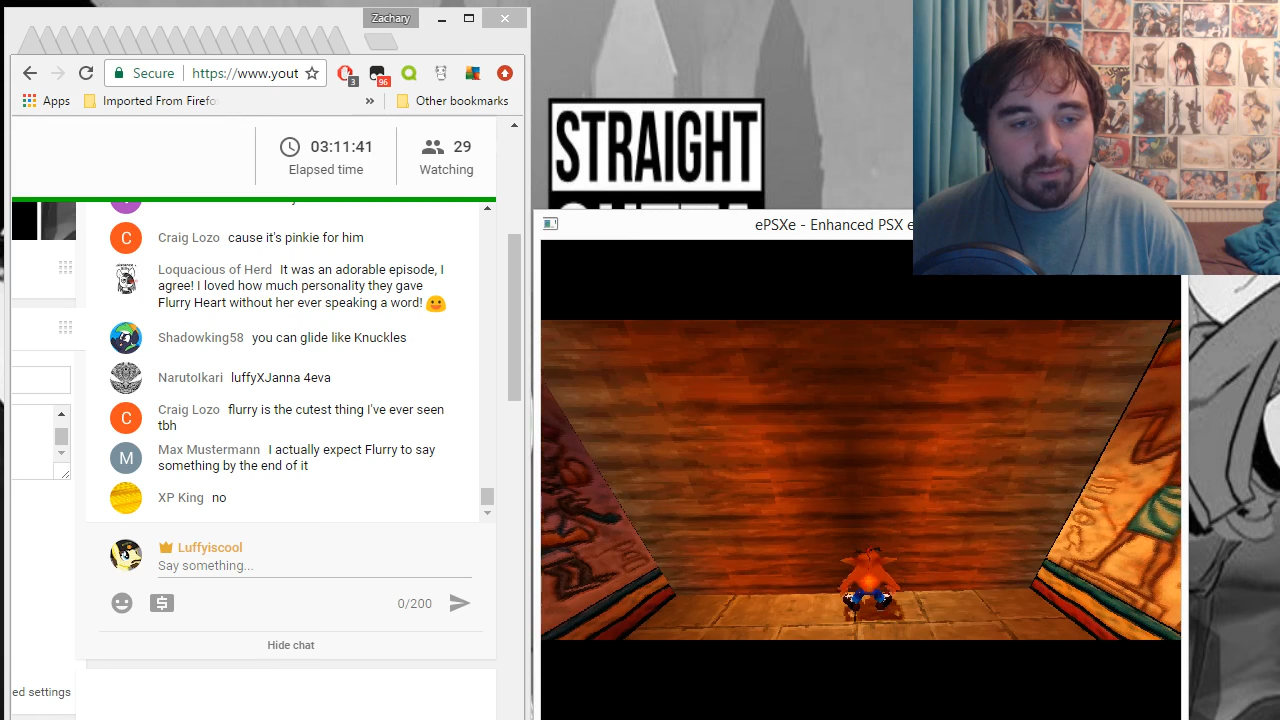 Zachary
Secure https://www.yout
3
96
Apps
Imported From Firefo
»
Other bookmarks
03:11:41
Elapsed time
29
Watching
STRAIGHT
Craig Lozo cause it's pinkie for him
Loquacious of Herd It was an adorable episode, I
agree! I loved how much personality they gave
Flurry Heart without her ever speaking a word!
Shadowking58 you can glide like Knuckles
NarutoIkari luffyXJanna 4eva
C
Craig Lozo flurry is the cutest thing I've ever seen
tbh
M
Max Mustermann I actually expect Flurry to say
something by the end of it
XP King no
Luffyiscool
Say something...
0/200
Hide chat
ed settings
ePSXe - Enhanced PSX e